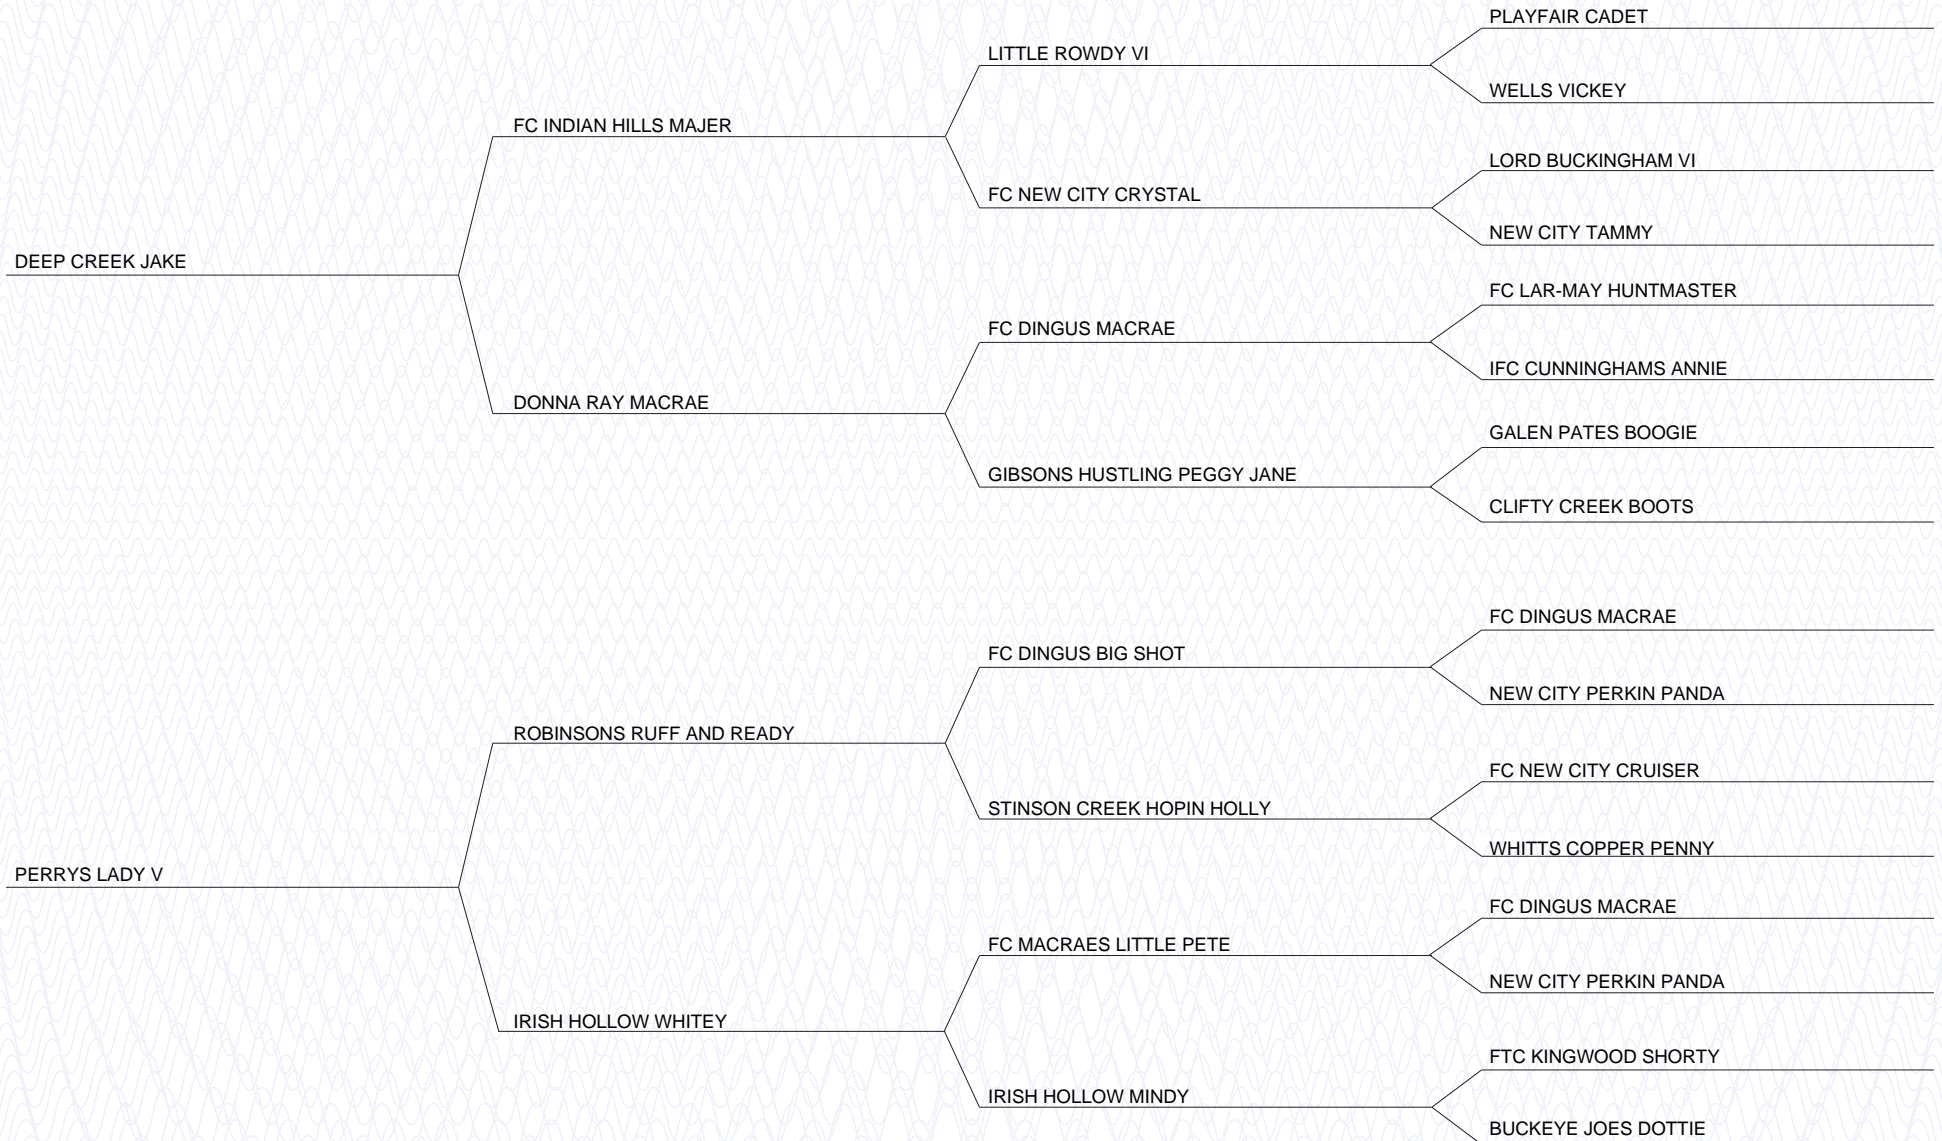 PLAYFAIR CADET
LITTLE ROWDY VI
WELLS VICKEY
FC INDIAN HILLS MAJER
LORD BUCKINGHAM VI
FC NEW CITY CRYSTAL
NEW CITY TAMMY
DEEP CREEK JAKE
FC LAR-MAY HUNTMASTER
FC DINGUS MACRAE
IFC CUNNINGHAMS ANNIE
DONNA RAY MACRAE
GALEN PATES BOOGIE
GIBSONS HUSTLING PEGGY JANE
CLIFTY CREEK BOOTS
FC DINGUS MACRAE
FC DINGUS BIG SHOT
NEW CITY PERKIN PANDA
ROBINSONS RUFF AND READY
FC NEW CITY CRUISER
STINSON CREEK HOPIN HOLLY
WHITTS COPPER PENNY
PERRYS LADY V
FC DINGUS MACRAE
FC MACRAES LITTLE PETE
NEW CITY PERKIN PANDA
IRISH HOLLOW WHITEY
FTC KINGWOOD SHORTY
IRISH HOLLOW MINDY
BUCKEYE JOES DOTTIE